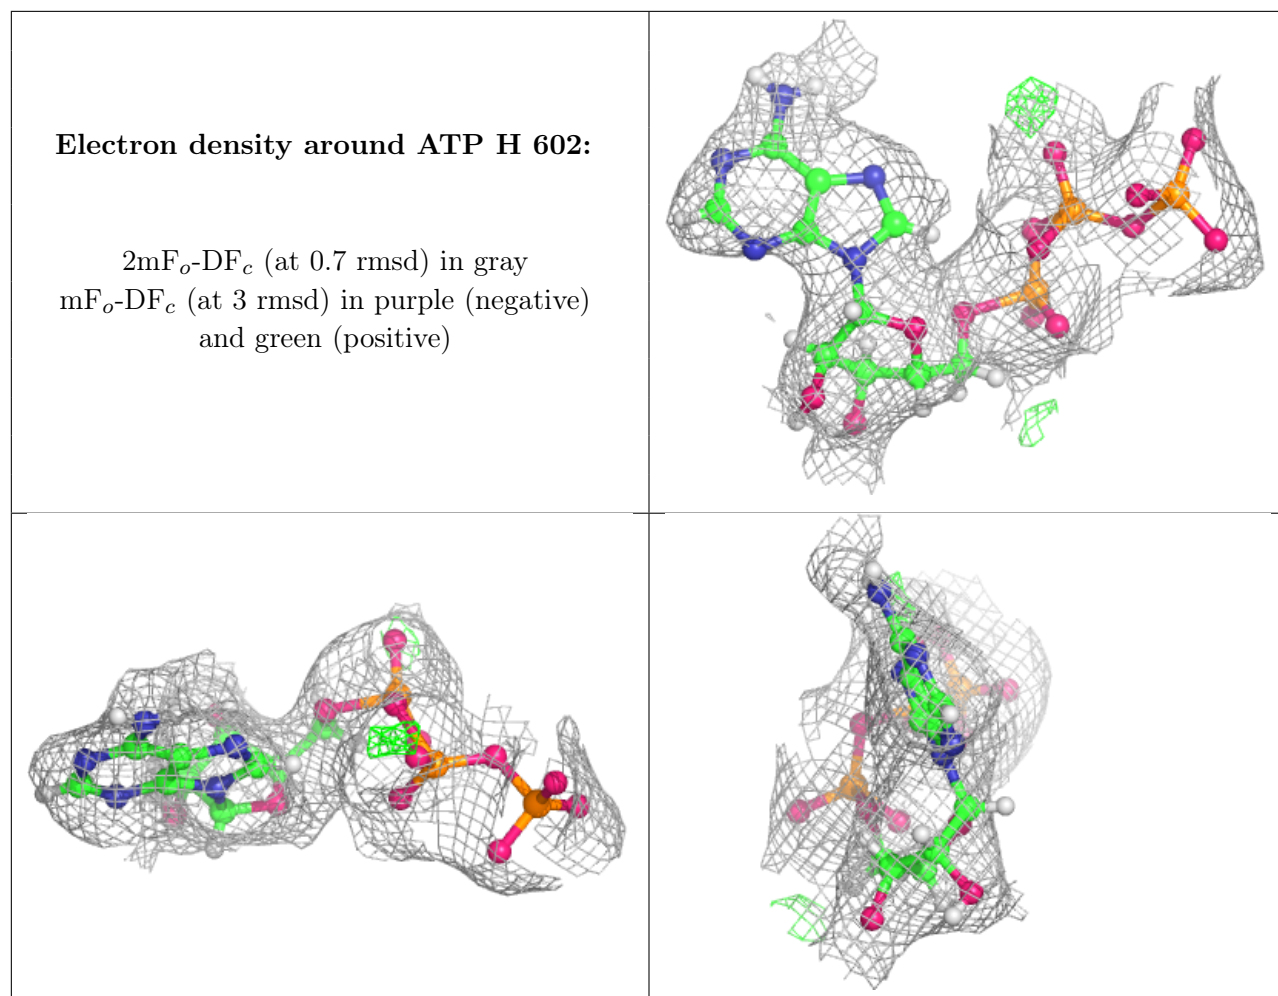 Electron density around ATP H 602:
2mFₒ-DF𝒸 (at 0.7 rmsd) in gray
mFₒ-DF𝒸 (at 3 rmsd) in purple (negative)
and green (positive)